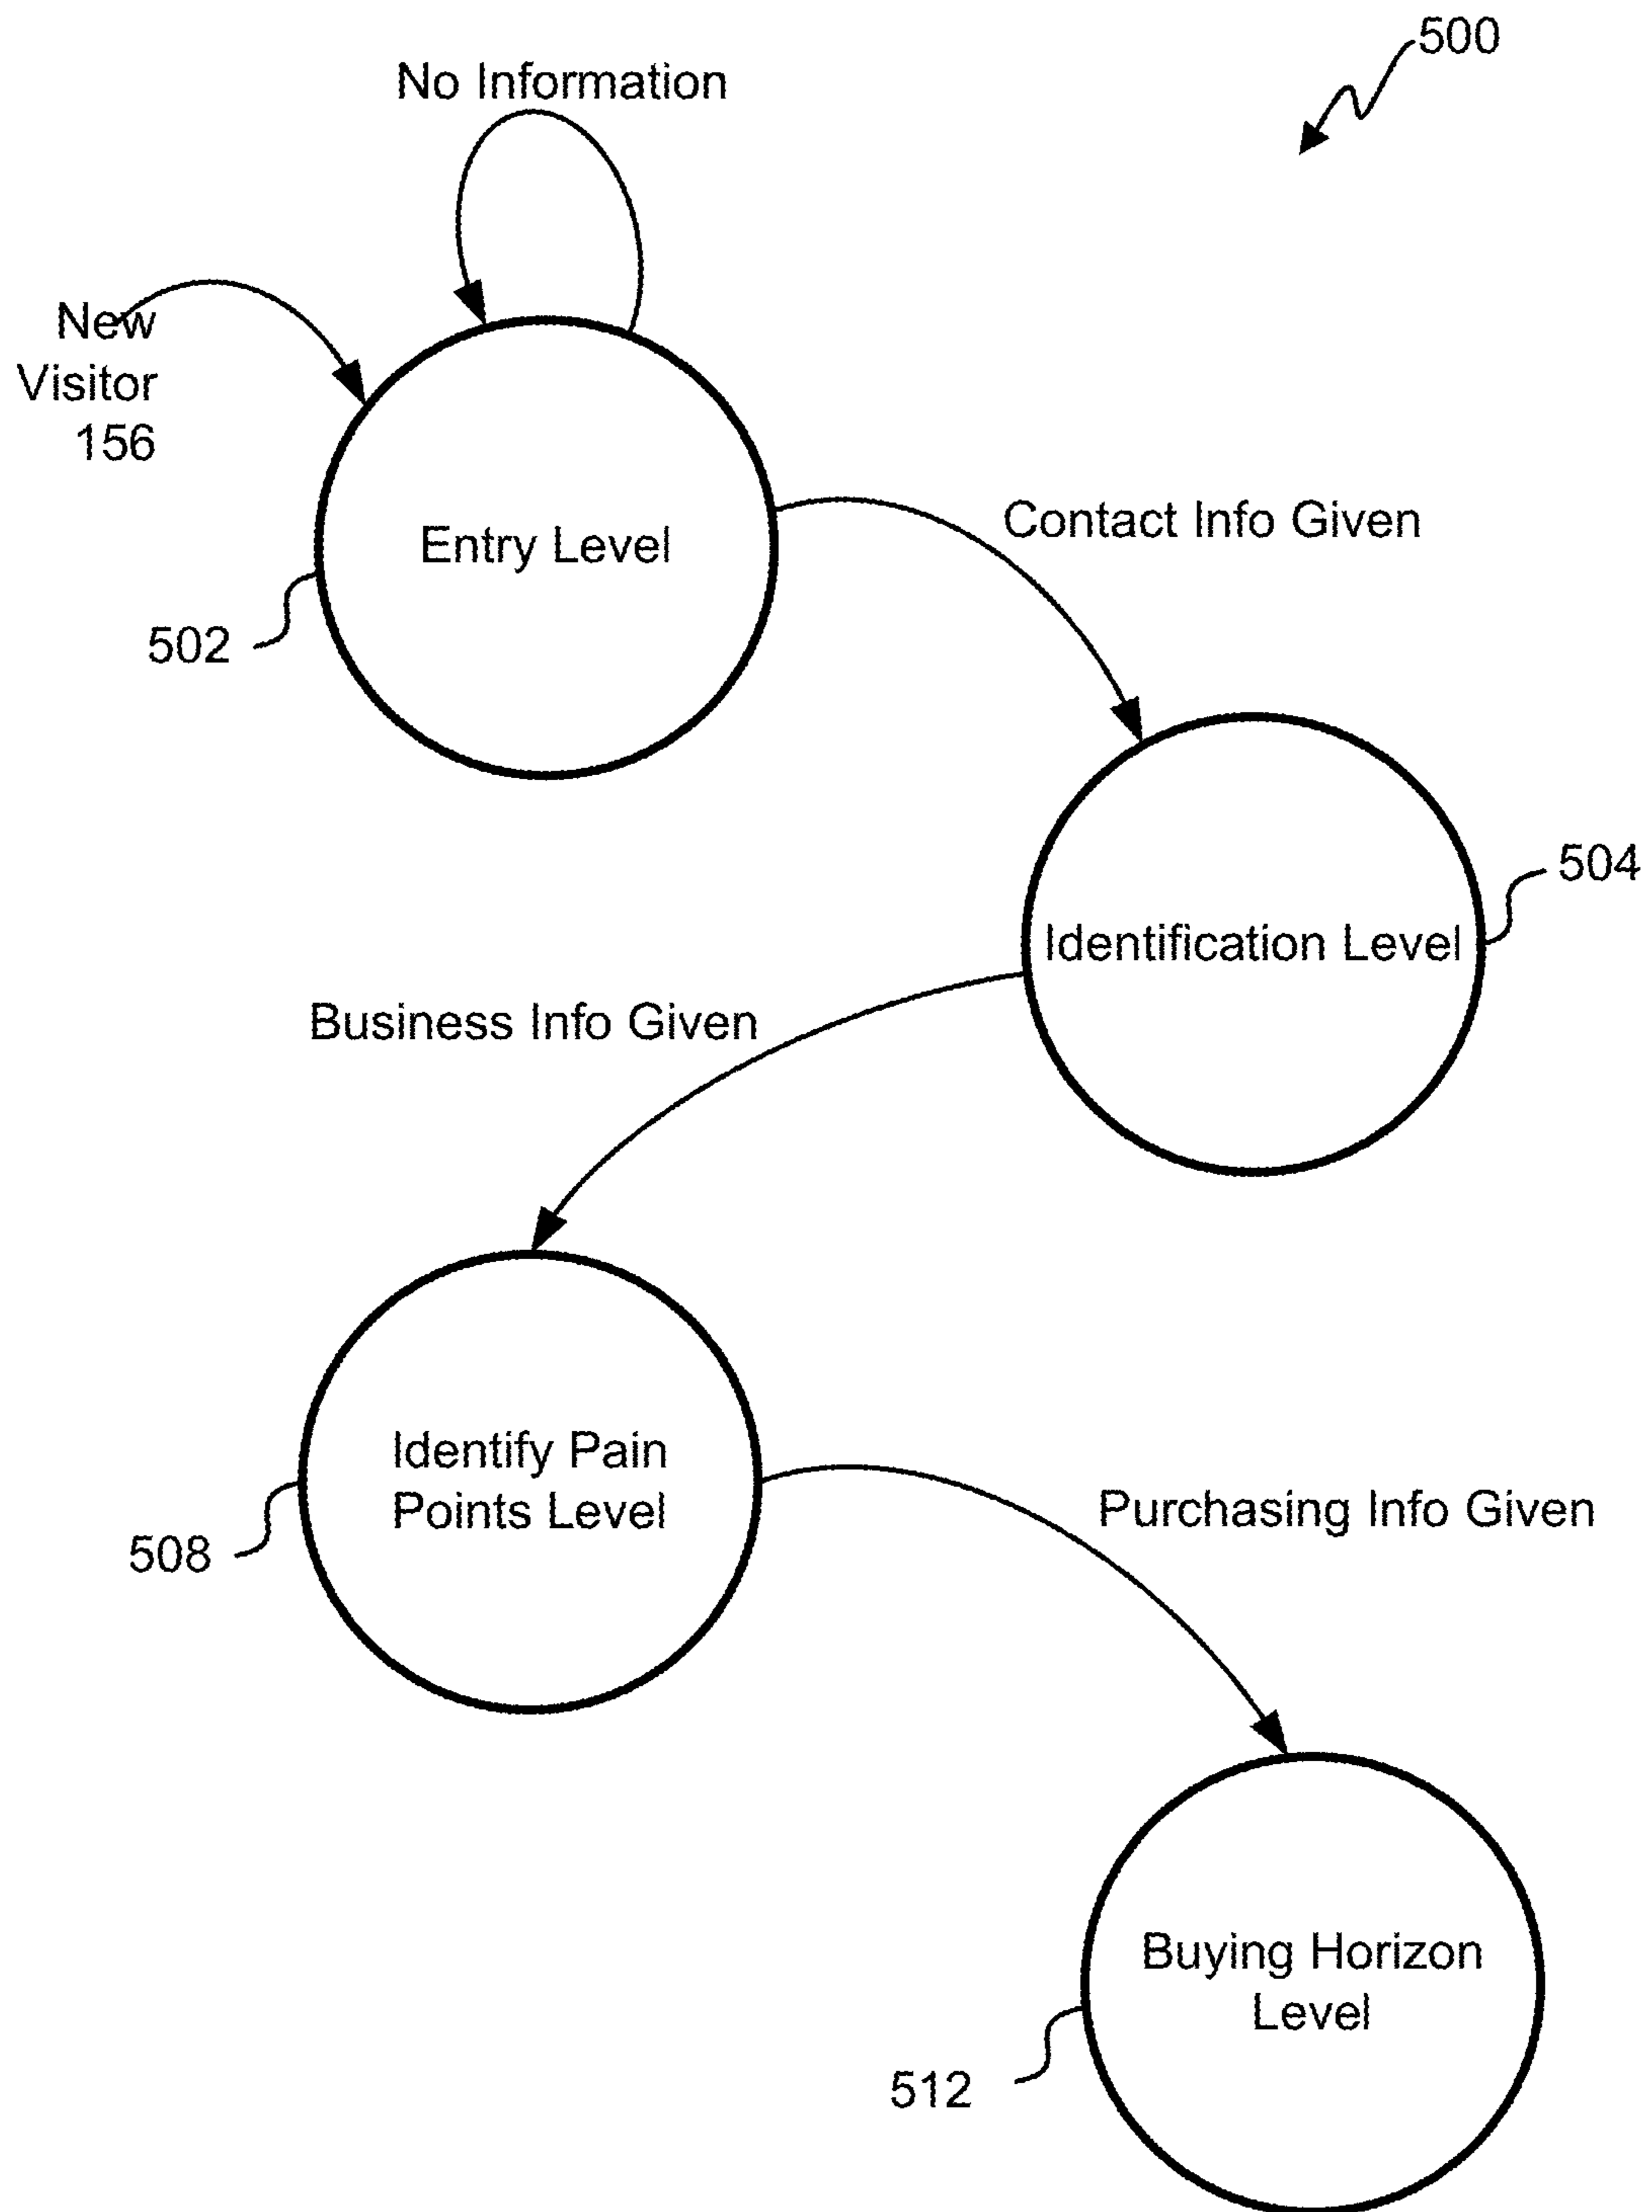 500
No Information
New
Visitor
156
Entry Level
502
Contact Info Given
504
Identification Level
Business Info Given
Identify Pain
Points Level
508
Purchasing Info Given
Buying Horizon
Level
512